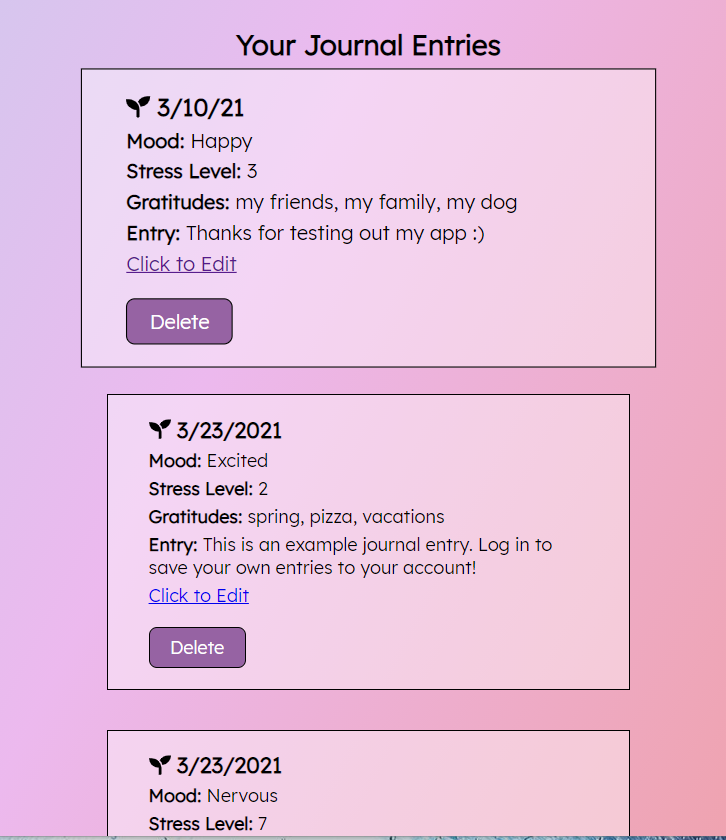 Your Journal Entries
3/10/21
Mood: Happy
Stress Level: 3
Gratitudes: my friends, my family, my dog
Entry: Thanks for testing out my app :)
Click to Edit
Delete
3/23/2021
Mood: Excited
Stress Level: 2
Gratitudes: spring, pizza, vacations
Entry: This is an example journal entry. Log in to
save your own entries to your account!
Click to Edit
Delete
3/23/2021
Mood: Nervous
Stress Level: 7